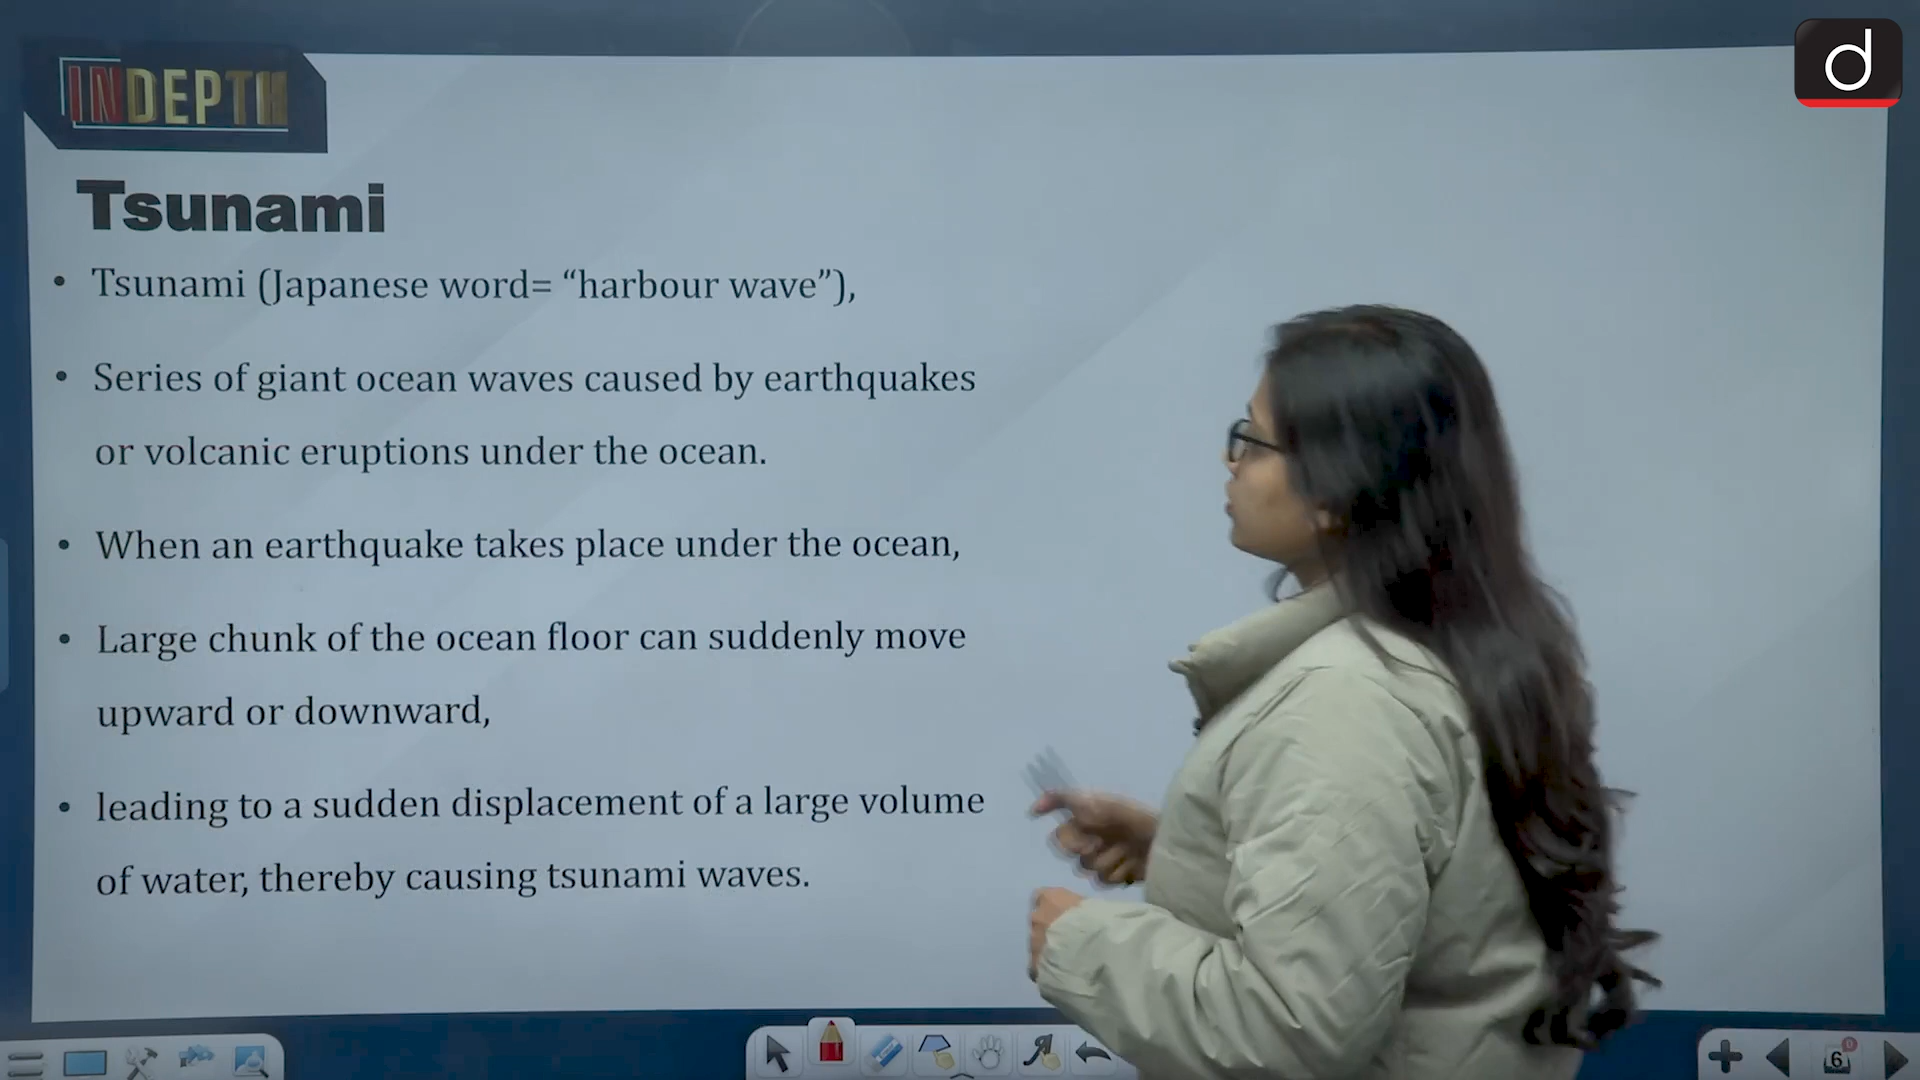 INDEPTH
d
Tsunami
• Tsunami (Japanese word= “harbour wave”),
• Series of giant ocean waves caused by earthquakes
or volcanic eruptions under the ocean.
• When an earthquake takes place under the ocean,
• Large chunk of the ocean floor can suddenly move
upward or downward,
• leading to a sudden displacement of a large volume
of water, thereby causing tsunami waves.
6
0